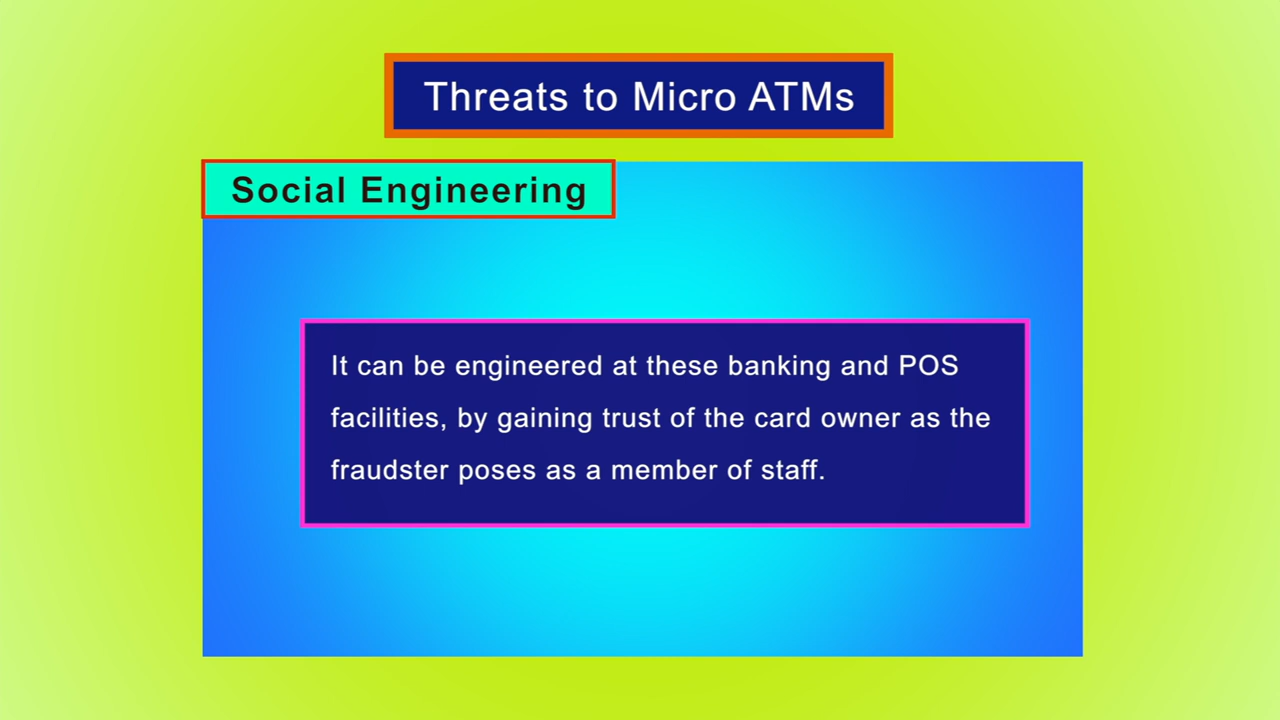 Threats to Micro ATMs
Social Engineering
It can be engineered at these banking and POS
facilities, by gaining trust of the card owner as the
fraudster poses as a member of staff.